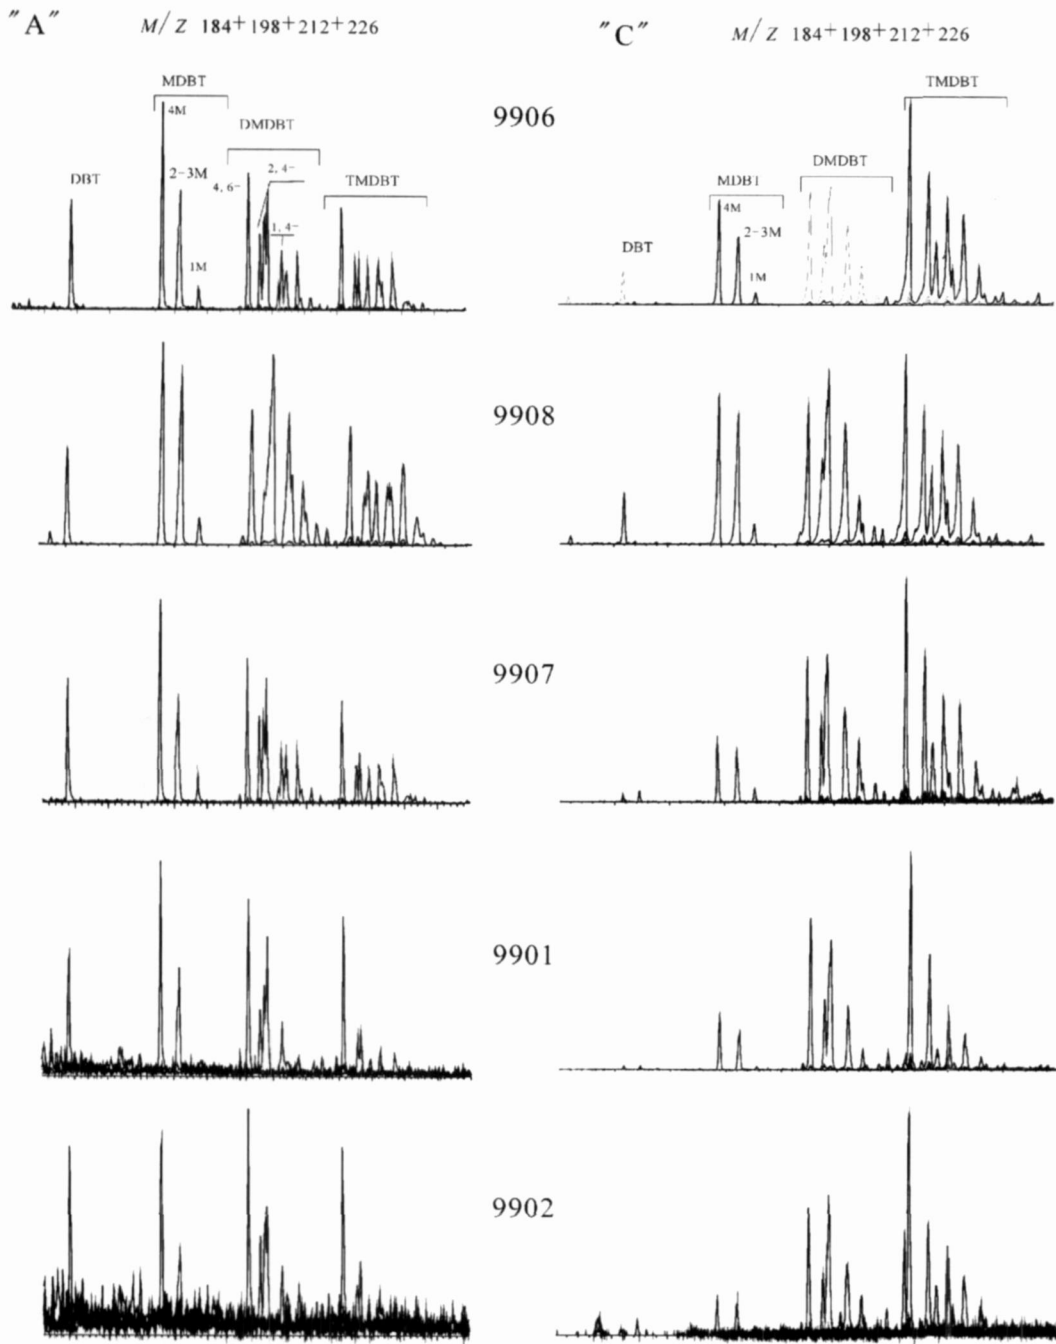 "A" M/Z 184+198+212+226
"C" M/Z 184+198+212+226
MDBT
4M
2-3M
1M
DBT
DMDBT
4,6-
2,4-
1,4-
TMDBT
9906
TMDBT
DMDBT
MDBT
4M
2-3M
1M
DBT
9908
9907
9901
9902